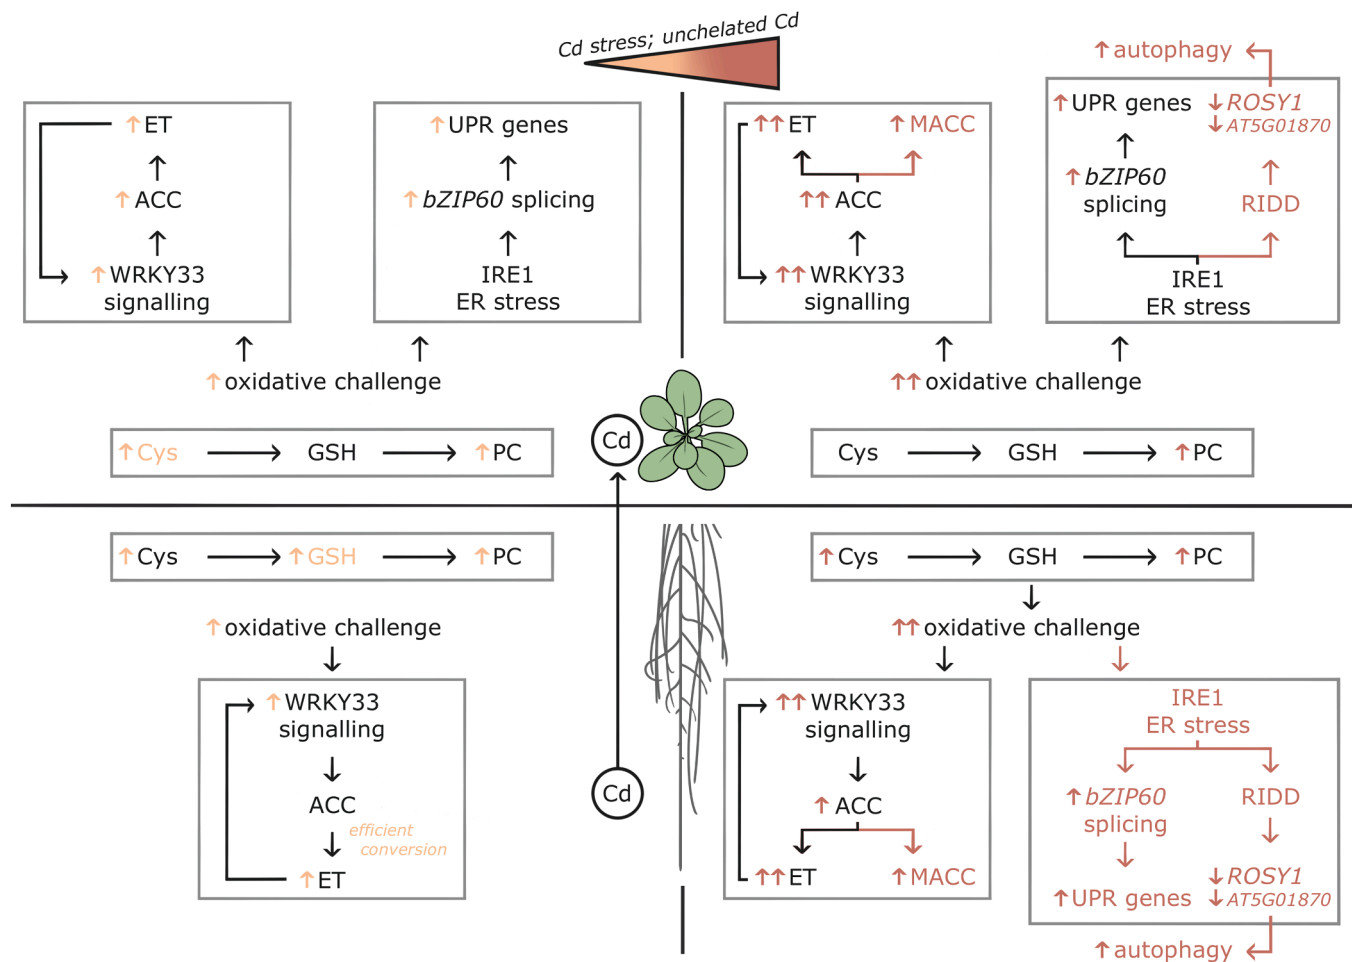 Cd stress; unchelated Cd
↑ET
↑ACC
↑WRKY33
signalling
↑UPR genes
↑bZIP60 splicing
IRE1
ER stress
↑oxidative challenge
↑Cys → GSH → ↑PC
↑↑ET ↑MACC
↑↑ACC
↑↑WRKY33
signalling
↑autophagy
↑UPR genes ↓ROSY1
↓AT5G01870
↑bZIP60
splicing
RIDD
IRE1
ER stress
↑↑oxidative challenge
Cys → GSH → ↑PC
Cd
↑Cys → ↑GSH → ↑PC
↑oxidative challenge
↑WRKY33
signalling
ACC
efficient
conversion
↑ET
Cd
↑Cys → GSH → ↑PC
↑↑oxidative challenge
↑↑WRKY33
signalling
↑ACC
↑↑ET ↑MACC
IRE1
ER stress
↑bZIP60
splicing
RIDD
↑UPR genes ↓ROSY1
↓AT5G01870
↑autophagy